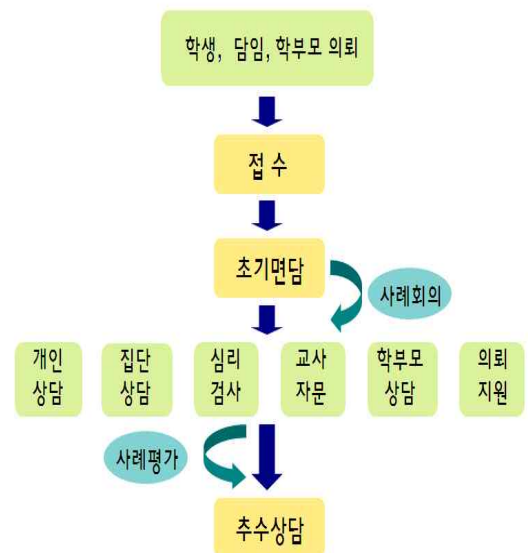 학생, 담임, 학부모 의뢰
접 수
초기면담
사례회의
개인
상담
집단
상담
심리
검사
교사
자문
학부모
상담
의뢰
지원
사례평가
추수상담